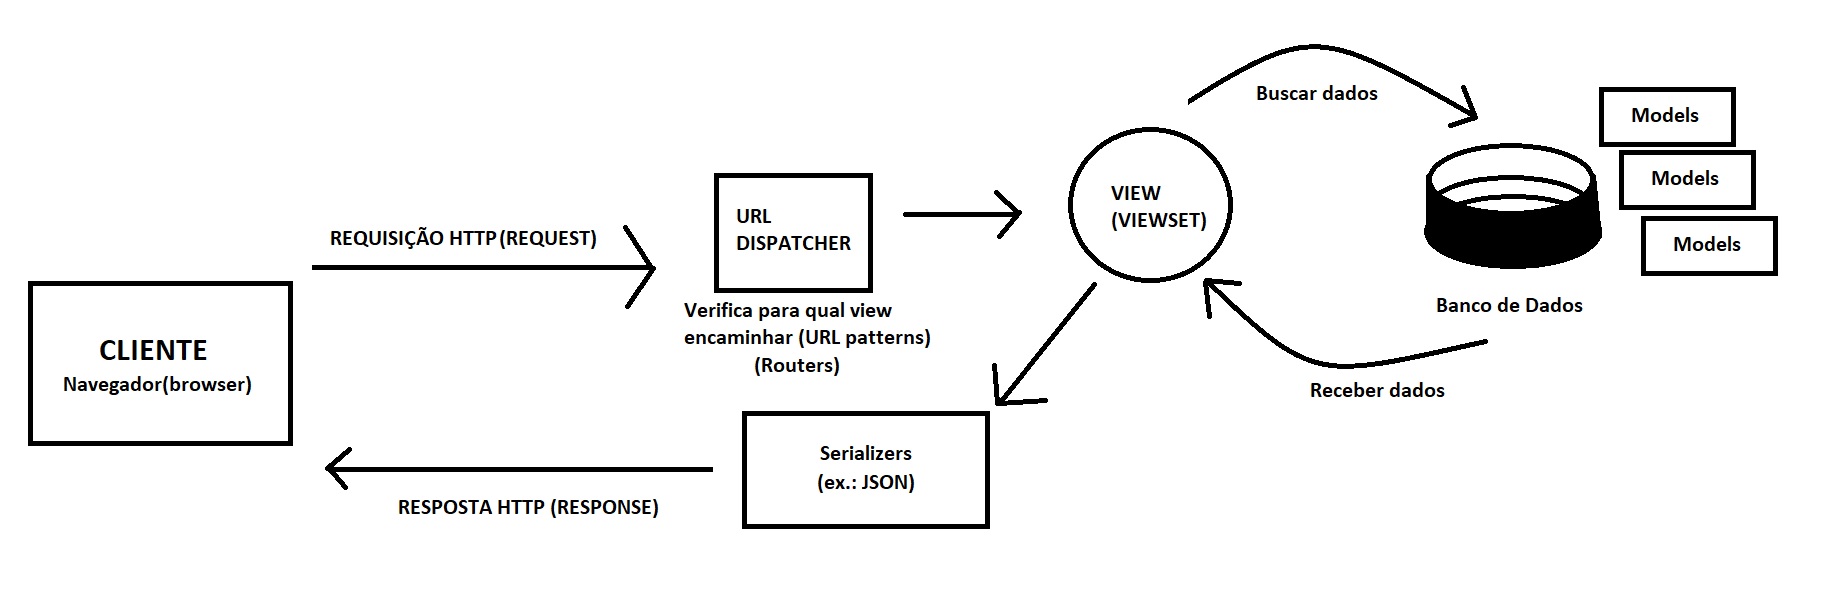 CLIENTE
Navegador(browser)
REQUISIÇÃO HTTP(REQUEST)
URL
DISPATCHER
Verifica para qual view
encaminhar (URL patterns)
(Routers)
VIEW
(VIEWSET)
Buscar dados
Models
Models
Models
Banco de Dados
Receber dados
Serializers
(ex.: JSON)
RESPOSTA HTTP (RESPONSE)